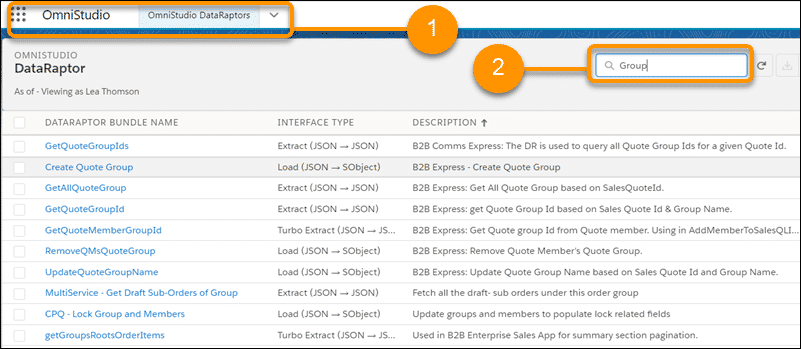 OmniStudio OmniStudio DataRaptors
1
OMNISTUDIO
DataRaptor
2
Group
As of - Viewing as Lea Thomson
DATARAPTOR BUNDLE NAME INTERFACE TYPE DESCRIPTION ↑
GetQuoteGroupIds Extract (JSON → JSON) B2B Comms Express: The DR is used to query all Quote Group Ids for a given Quote Id.
Create Quote Group Load (JSON → SObject) B2B Express - Create Quote Group
GetAllQuoteGroup Extract (JSON → JSON) B2B Express: Get All Quote Group based on SalesQuoteId.
GetQuoteGroupId Extract (JSON → JSON) B2B Express: get Quote Group Id based on Sales Quote Id & Group Name.
GetQuoteMemberGroupId Turbo Extract (JSON → JS... B2B Express: Get Quote group Id from Quote member. Using in AddMemberToSalesQLI...
RemoveQMsQuoteGroup Load (JSON → SObject) B2B Express: Remove Quote Member's Quote Group.
UpdateQuoteGroupName Load (JSON → SObject) B2B Express: Update Quote Group Name based on Sales Quote Id and Group Name.
MultiService - Get Draft Sub-Orders of Group Extract (JSON → JSON) Fetch all the draft- sub orders under this order group
CPQ - Lock Group and Members Load (JSON → SObject) Update groups and members to populate lock related fields
getGroupsRootsOrderItems Turbo Extract (JSON → JS... Used in B2B Enterprise Sales App for summary section pagination.